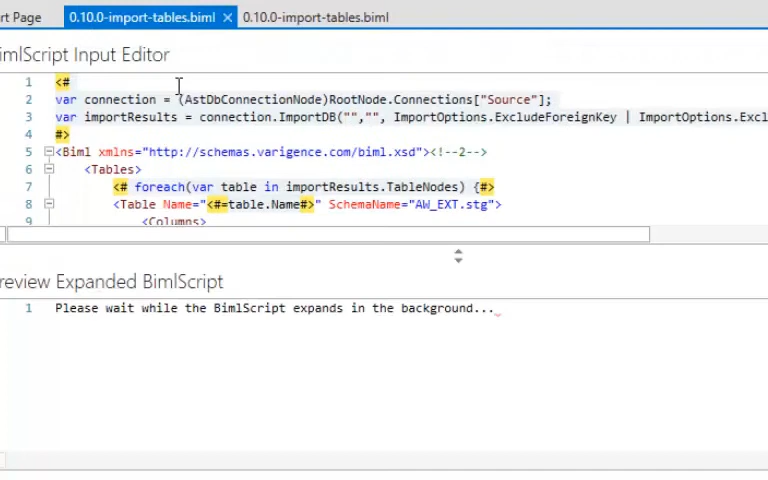 rt Page 0.10.0-import-tables.biml × 0.10.0-import-tables.biml
imlScript Input Editor
1 <#
2 var connection = (AstDbConnectionNode)RootNode.Connections["Source"];
3 var importResults = connection.ImportDB("","", ImportOptions.ExcludeForeignKey | ImportOptions.Excl
4 #>
5 <Biml xmlns="http://schemas.varigence.com/biml.xsd"><!--2-->
6 <Tables>
7 <# foreach(var table in importResults.TableNodes) {#>
8 <Table Name="<#=table.Name#>" SchemaName="AW_EXT.stg">
9 <Columns>
review Expanded BimlScript
1 Please wait while the BimlScript expands in the background...